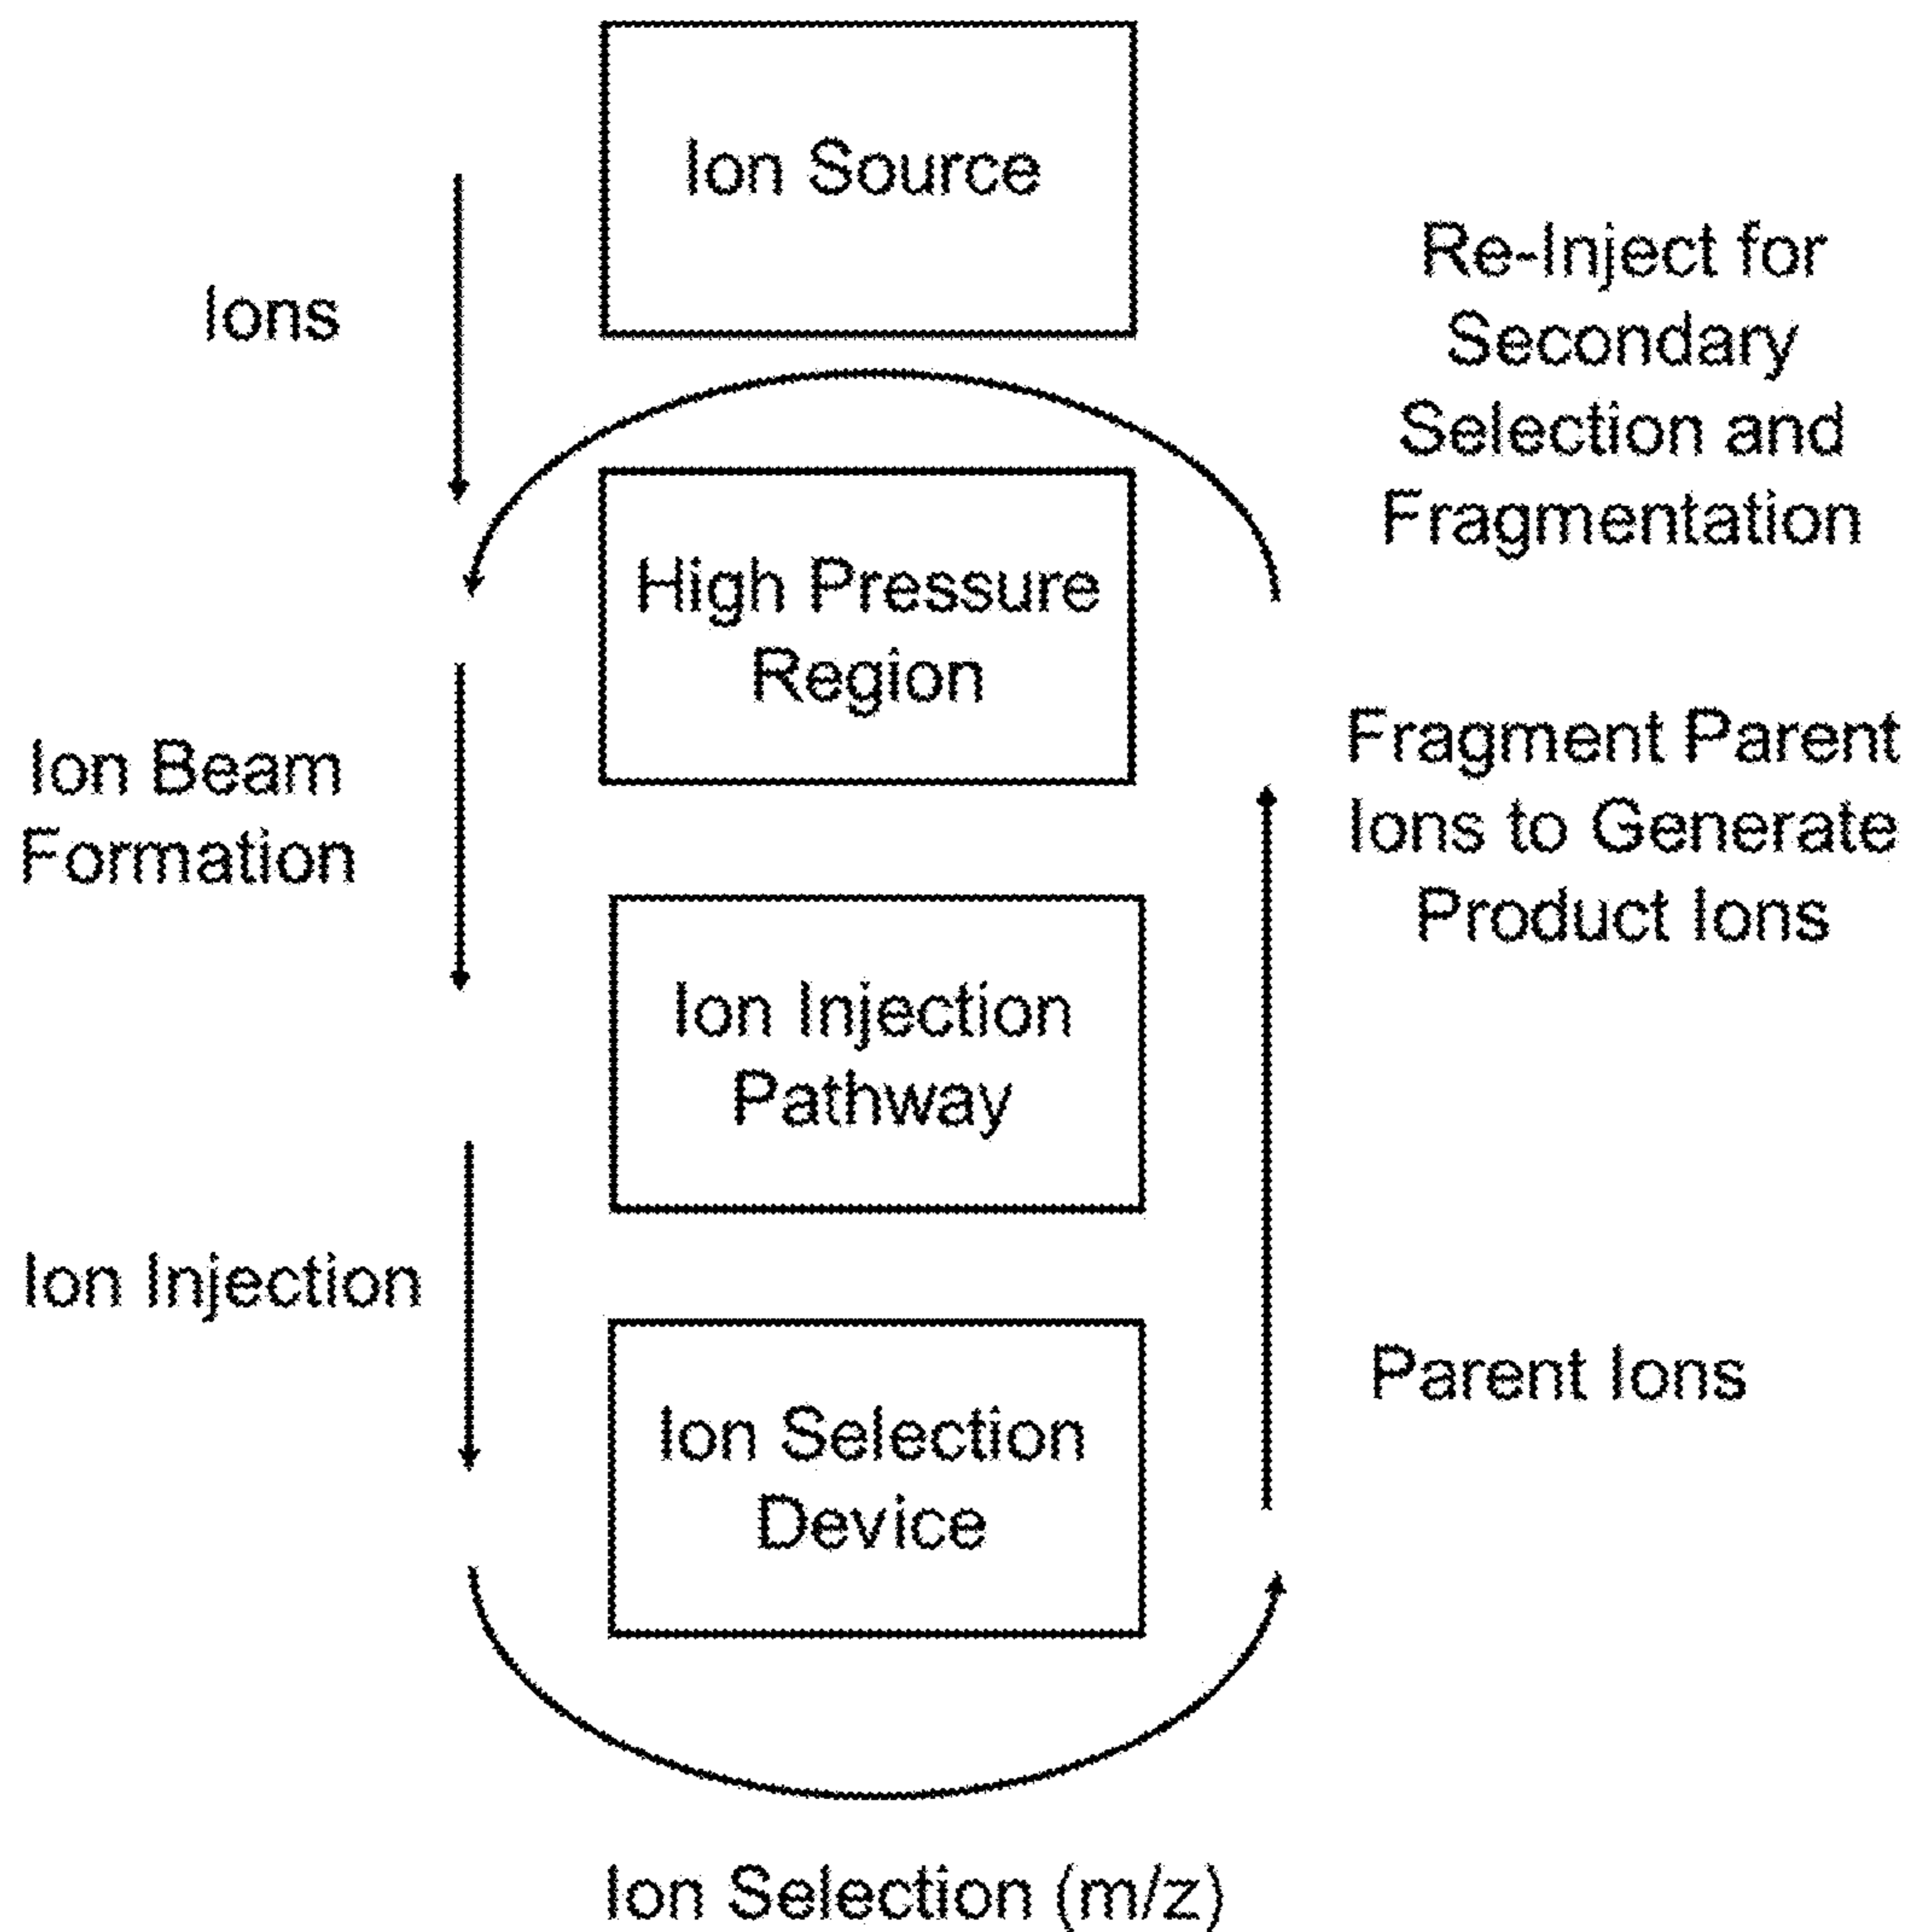 Ion Source
Ions
Re-Inject for
Secondary
Selection and
Fragmentation
High Pressure
Region
Ion Beam
Formation
Fragment Parent
Ions to Generate
Product Ions
Ion Injection
Pathway
Ion Injection
Parent Ions
Ion Selection
Device
Ion Selection (m/z)